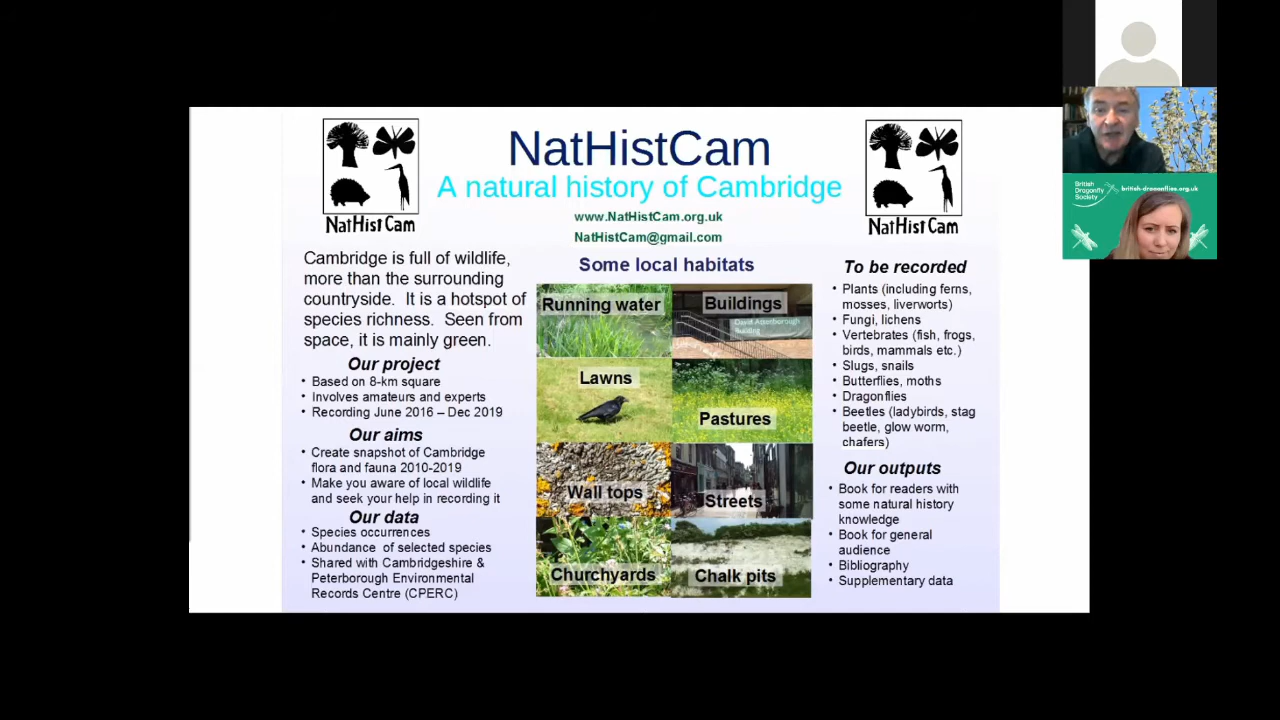 NatHistCam
A natural history of Cambridge
www.NatHistCam.org.uk
NatHistCam@gmail.com
NatHist Cam
NatHist Cam
Cambridge is full of wildlife,
more than the surrounding
countryside. It is a hotspot of
species richness. Seen from
space, it is mainly green.
Our project
• Based on 8-km square
• Involves amateurs and experts
• Recording June 2016 – Dec 2019
Our aims
• Create snapshot of Cambridge
flora and fauna 2010-2019
• Make you aware of local wildlife
and seek your help in recording it
Our data
• Species occurrences
• Abundance of selected species
• Shared with Cambridgeshire &
Peterborough Environmental
Records Centre (CPERC)
Some local habitats
Running water
Buildings
David Attenborough
Building
Lawns
Pastures
Wall tops
Streets
Churchyards
Chalk pits
To be recorded
• Plants (including ferns,
mosses, liverworts)
• Fungi, lichens
• Vertebrates (fish, frogs,
birds, mammals etc.)
• Slugs, snails
• Butterflies, moths
• Dragonflies
• Beetles (ladybirds, stag
beetle, glow worm,
chafers)
Our outputs
• Book for readers with
some natural history
knowledge
• Book for general
audience
• Bibliography
• Supplementary data
British
Dragonfly
Society
british-dragonflies.org.uk